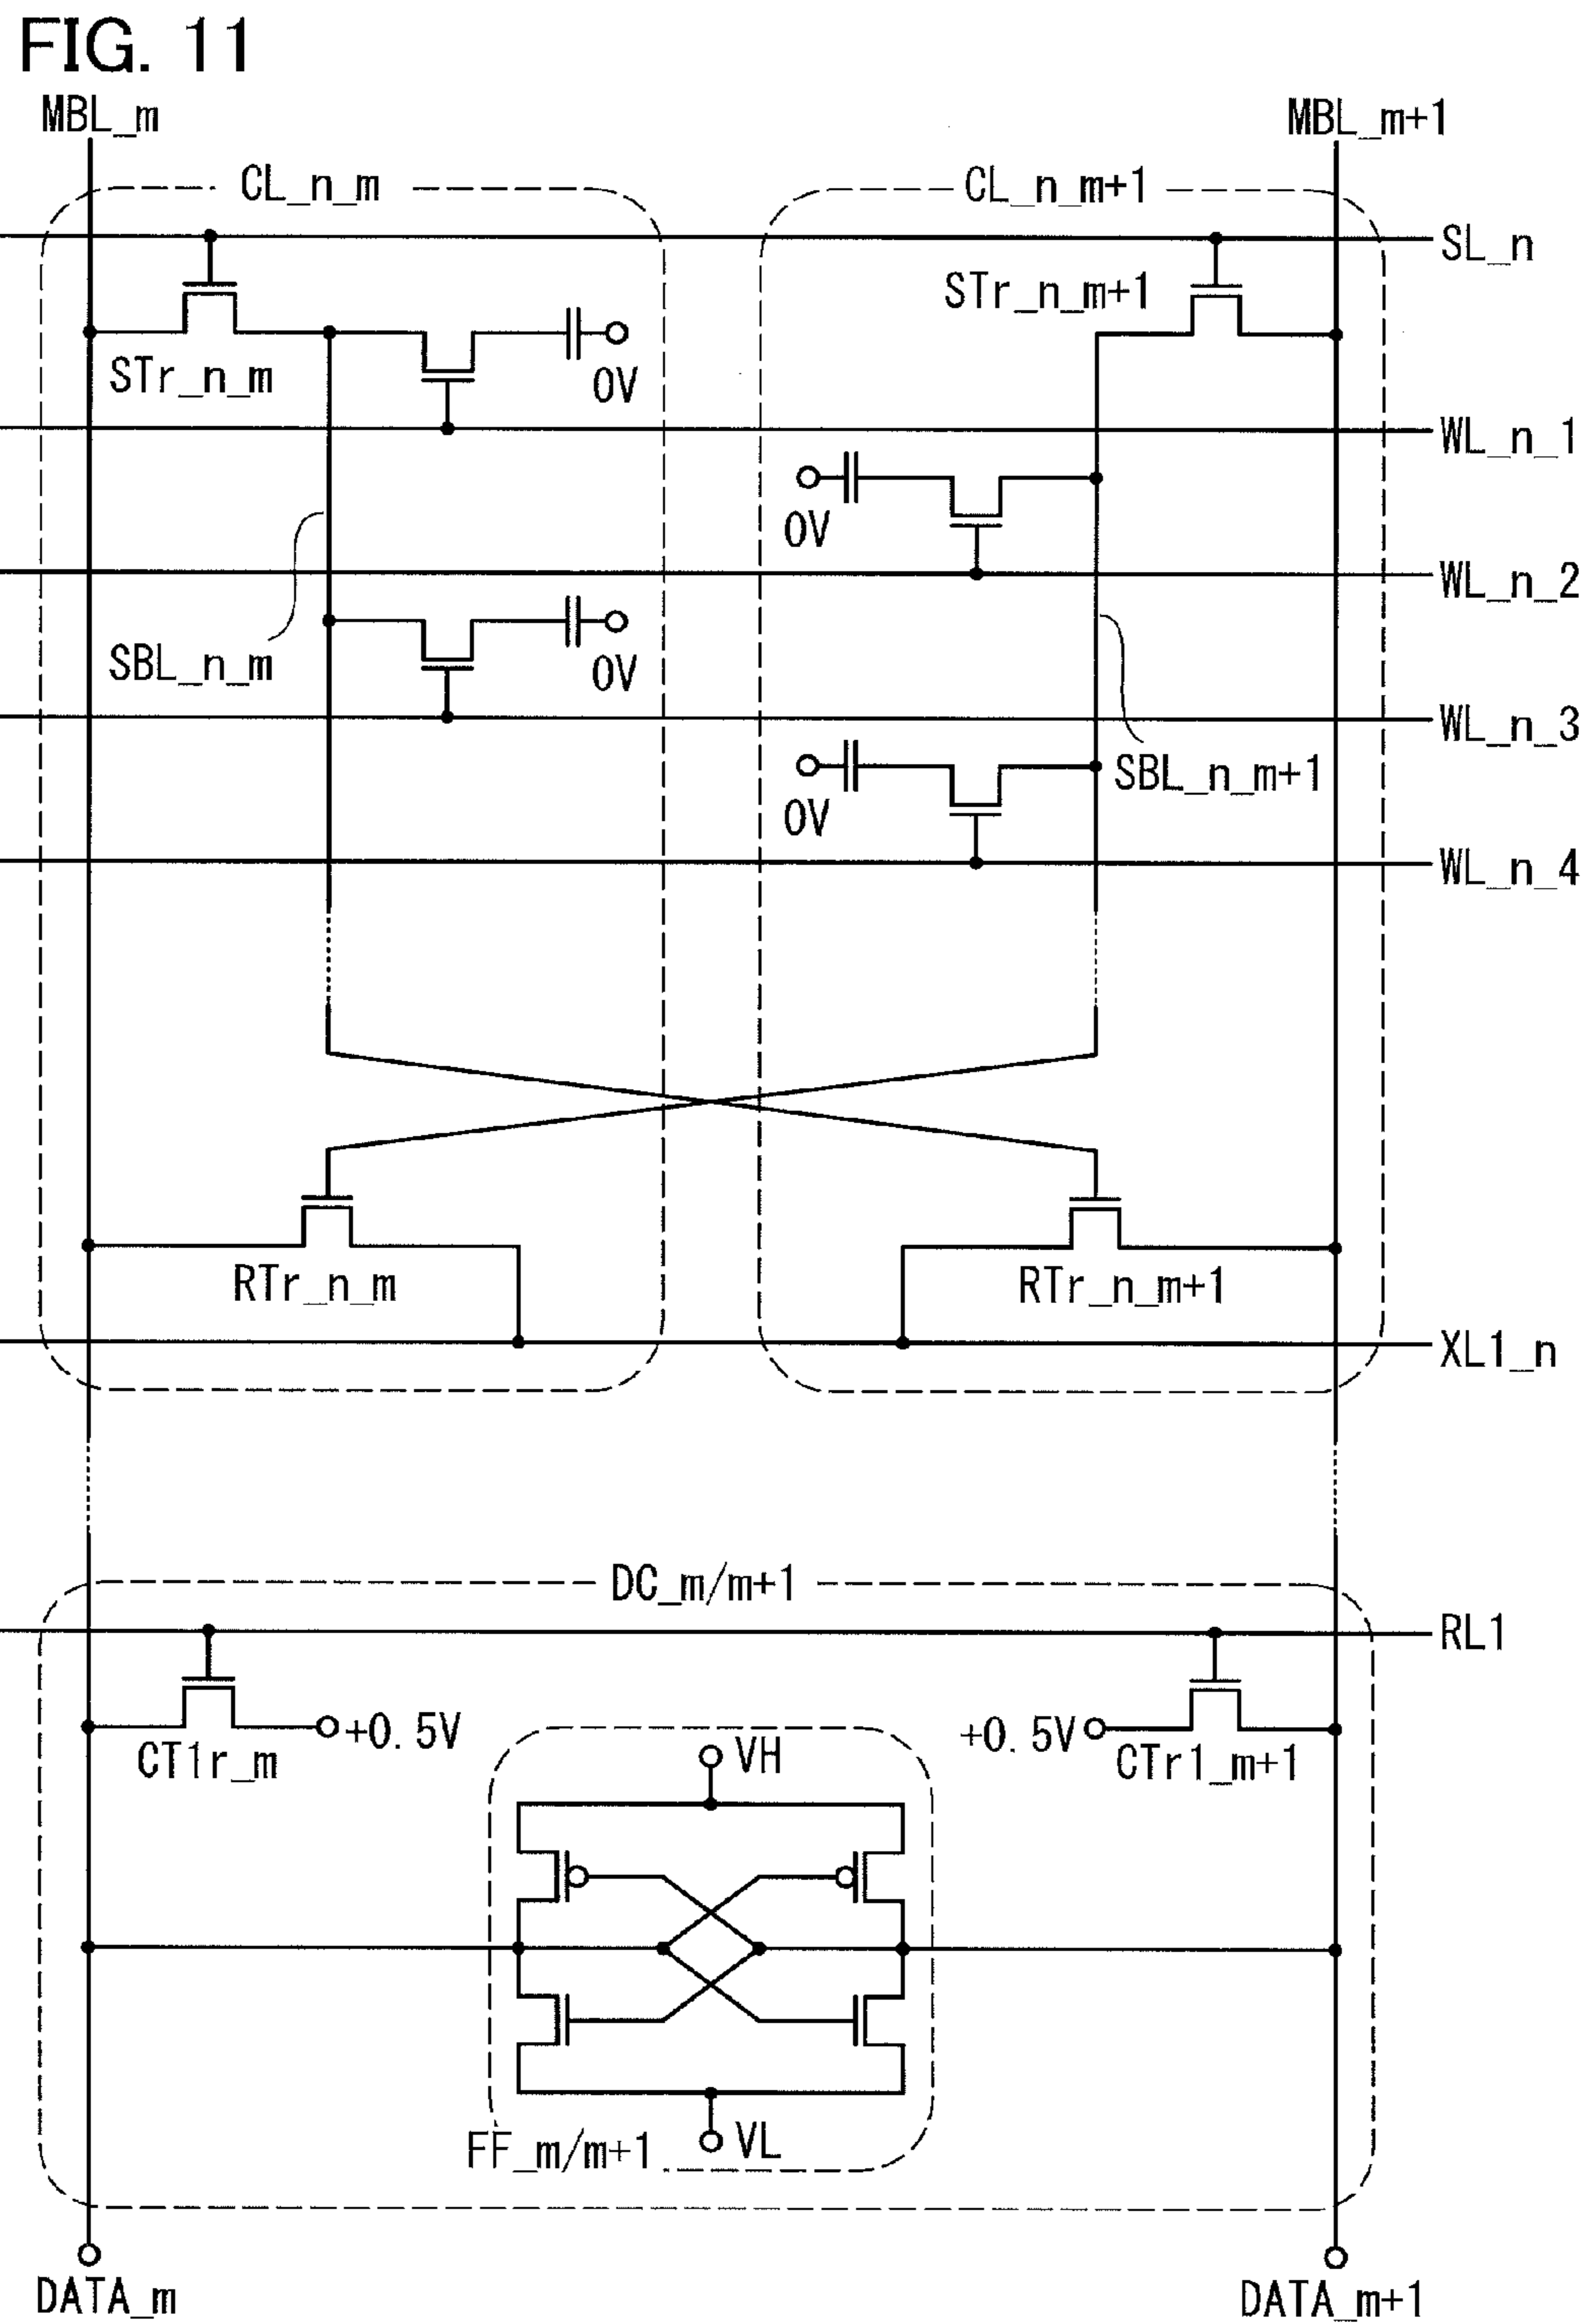 FIG. 11
MBL_m
MBL_m+1
CL_n_m
CL_n_m+1
SL_n
STr_n_m+1
STr_n_m
0V
WL_n_1
0V
WL_n_2
SBL_n_m
0V
WL_n_3
SBL_n_m+1
0V
WL_n_4
RTr_n_m
RTr_n_m+1
XL1_n
DC_m/m+1
RL1
+0.5V
+0.5V
CT1r_m
CTr1_m+1
VH
FF_m/m+1
VL
DATA_m
DATA_m+1